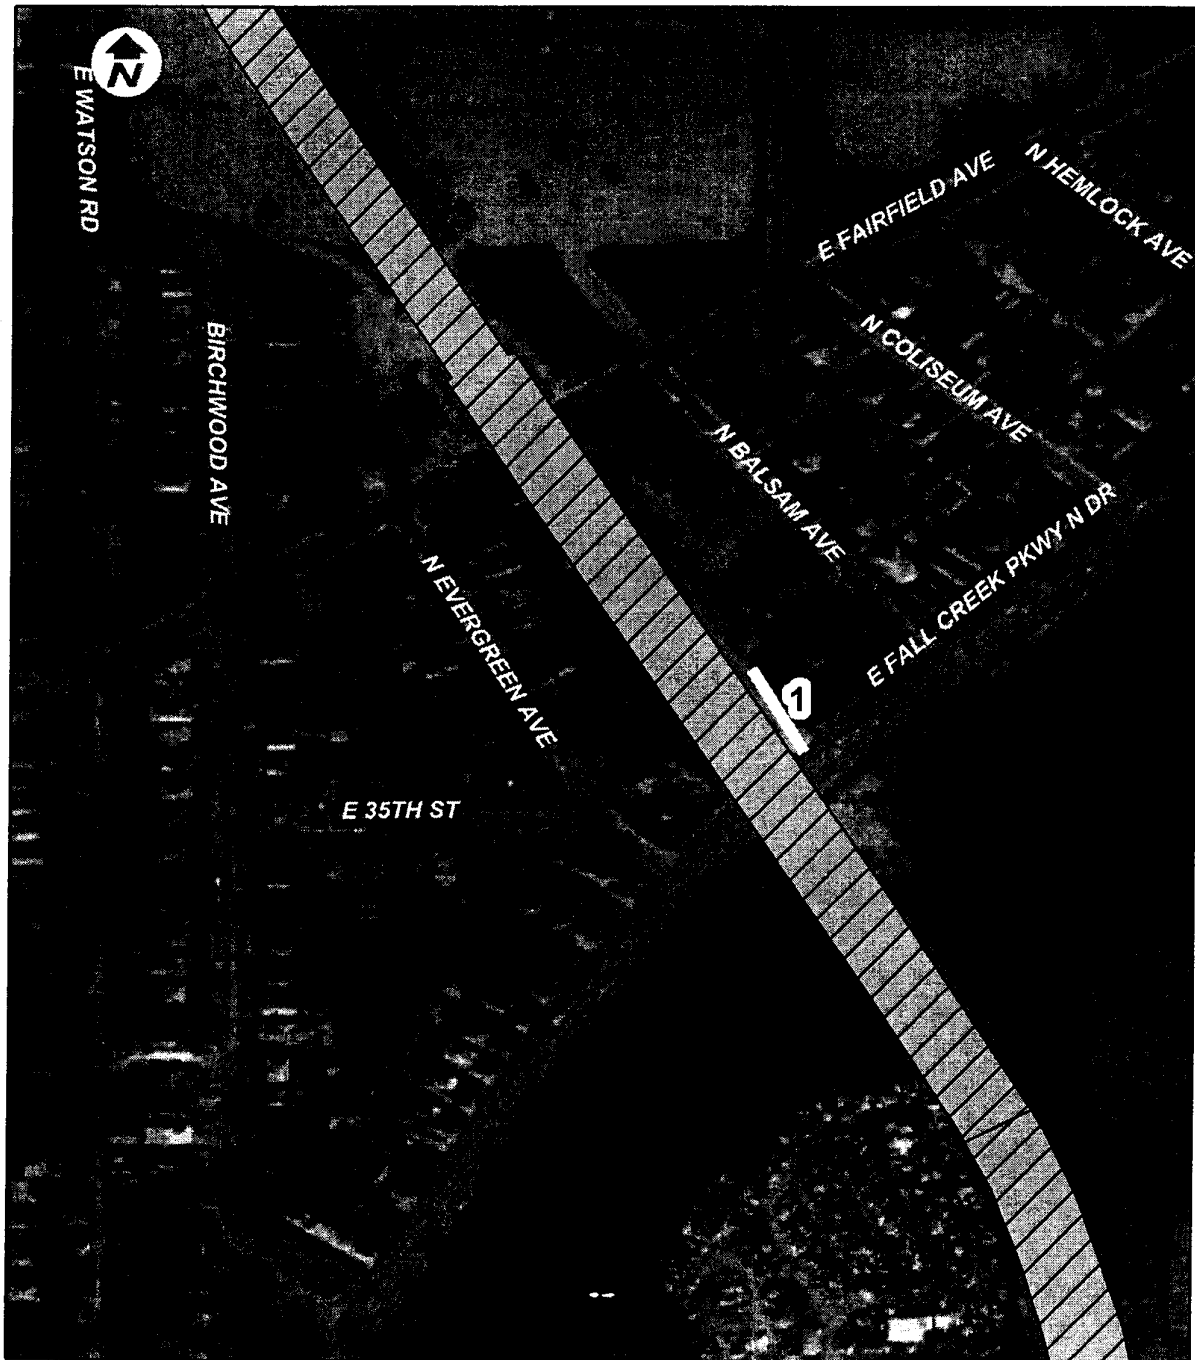 N
E WATSON RD
N HEMLOCK AVE
E FAIRFIELD AVE
BIRCHWOOD AVE
N COLISEUM AVE
N BALSAM AVE
E FALL CREEK PKWY N DR
N EVERGREEN AVE
1
E 35TH ST